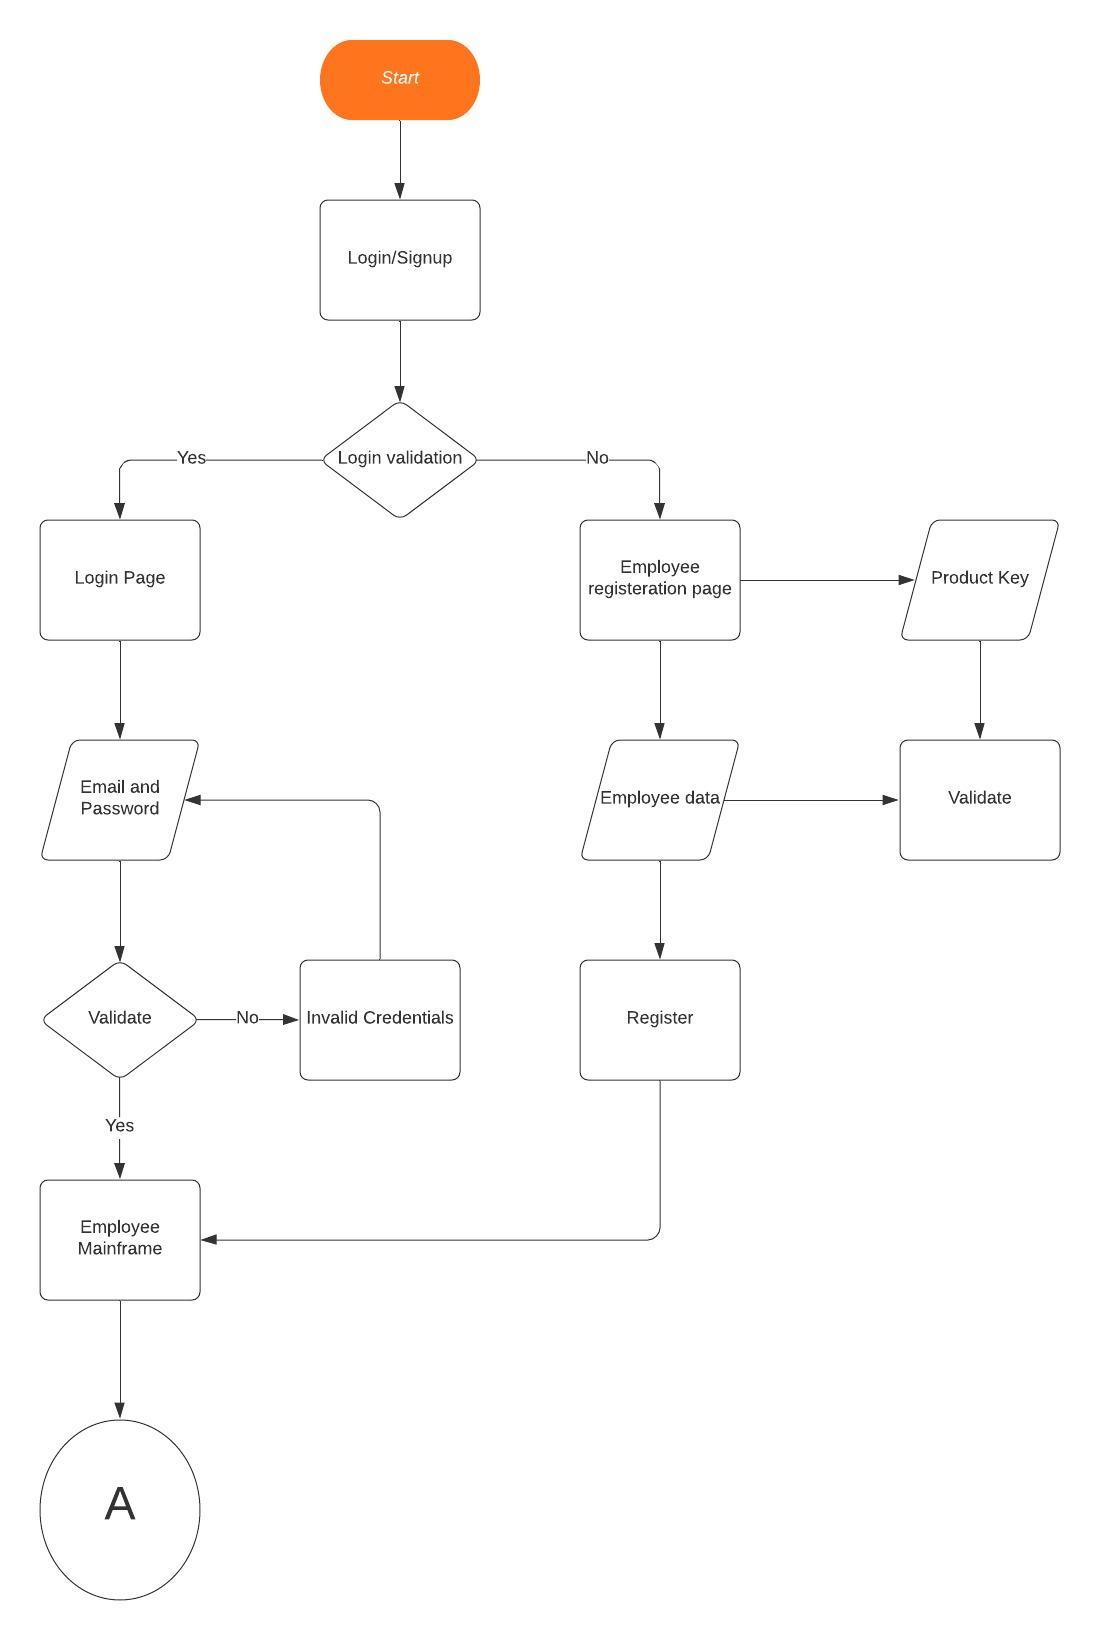 Start
Login/Signup
Login validation
Yes
No
Login Page
Employee
registeration page
Product Key
Email and
Password
Employee data
Validate
Validate
No
Invalid Credentials
Register
Yes
Employee
Mainframe
A